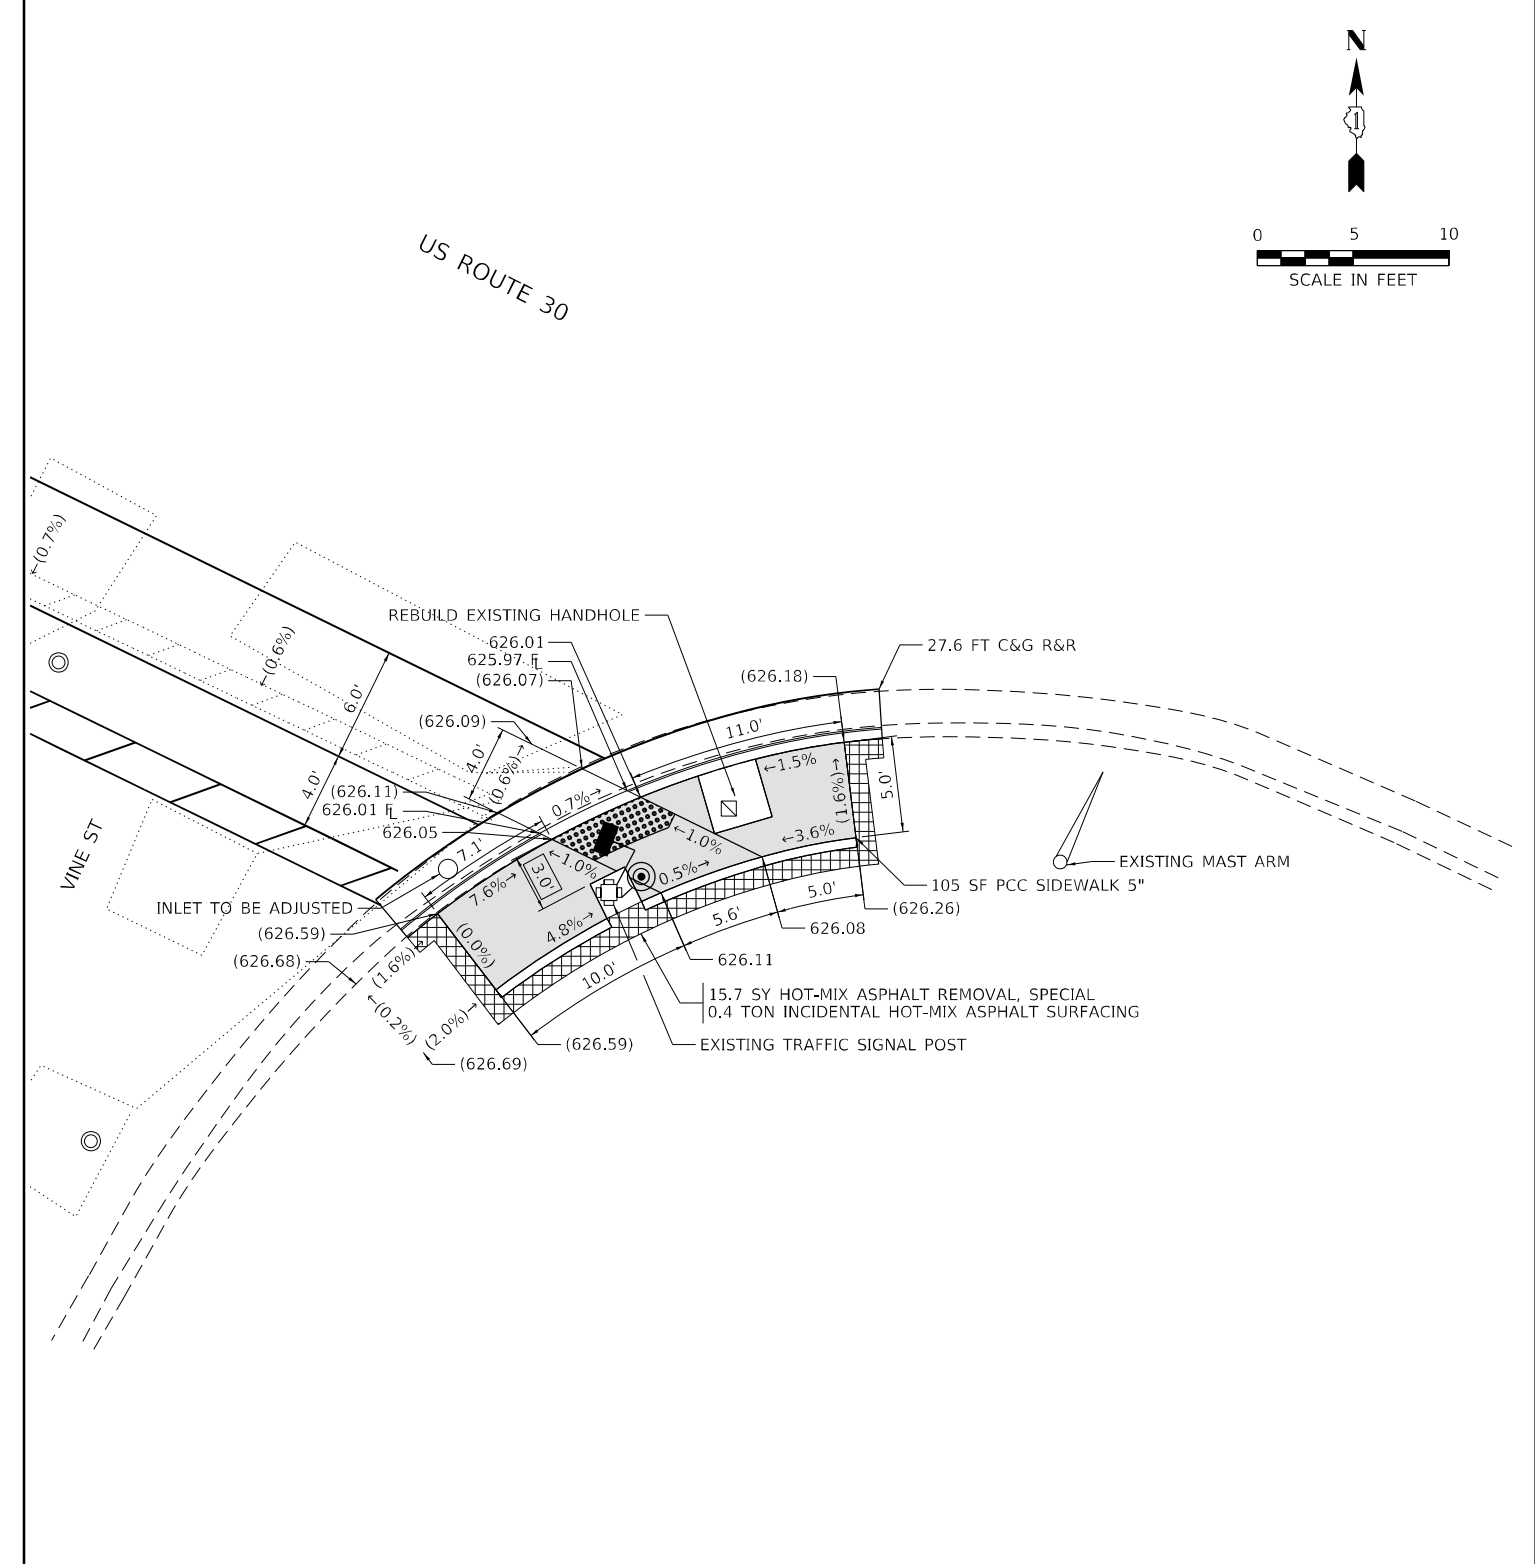 N
1
0 5 10
SCALE IN FEET
US ROUTE 30
←(0.7%)
←(0.6%)
6.0'
4.0'
VINE ST
REBUILD EXISTING HANDHOLE
626.01
625.97 FL
(626.07)
(626.09)
4.0'
(0.6%)→
(626.11)
626.01 FL
626.05
(626.18)
27.6 FT C&G R&R
11.0'
0.7%→
7.1'
←1.5%
(1.6%)→
5.0'
←3.6%
←1.0%
←1.0%
0.5%→
3.0'
7.6%→
4.8%→
(0.0%)
EXISTING MAST ARM
105 SF PCC SIDEWALK 5"
(626.26)
5.0'
5.6'
626.08
626.11
10.0'
INLET TO BE ADJUSTED
(626.59)
(626.68)
(1.6%)→
←(0.2%)
(2.0%)→
15.7 SY HOT-MIX ASPHALT REMOVAL, SPECIAL
0.4 TON INCIDENTAL HOT-MIX ASPHALT SURFACING
EXISTING TRAFFIC SIGNAL POST
(626.59)
(626.69)